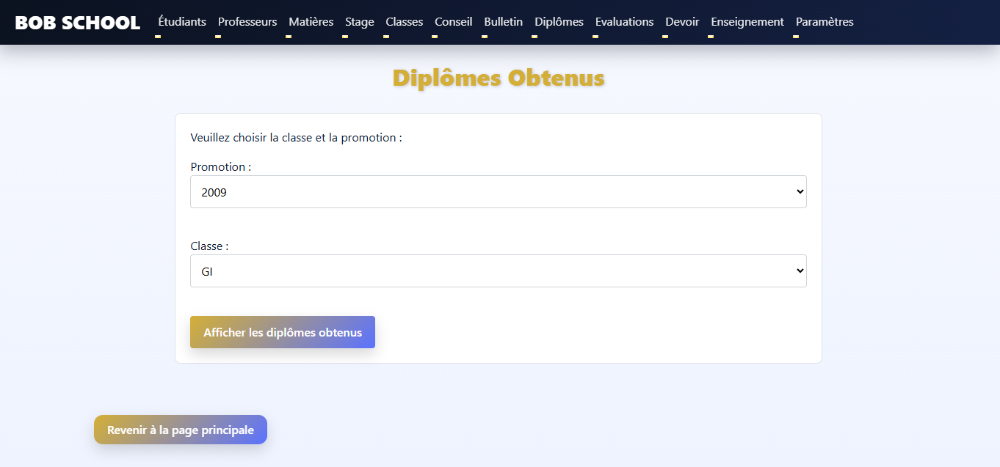 BOB SCHOOL Étudiants Professeurs Matières Stage Classes Conseil Bulletin Diplômes Evaluations Devoir Enseignement Paramètres
Diplômes Obtenus
Veuillez choisir la classe et la promotion :
Promotion :
2009
Classe :
GI
Afficher les diplômes obtenus
Revenir à la page principale